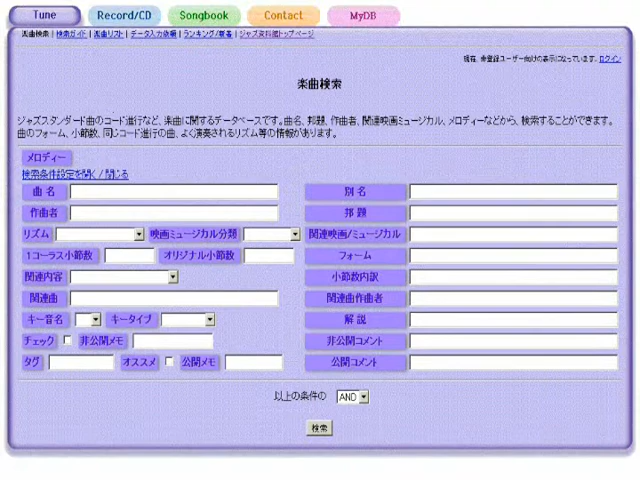 Tune Record/CD Songbook Contact MyDB
楽曲検索 | 検索ガイド | 楽曲リスト | データ入力依頼 | ランキング/新着 | ジャズ資料館トップページ
現在、未登録ユーザー向けの表示になっています。ログイン
楽曲検索
ジャズスタンダード曲のコード進行など、楽曲に関するデータベースです。曲名、邦題、作曲者、関連映画ミュージカル、メロディーなどから、検索することができます。
曲のフォーム、小節数、同じコード進行の曲、よく演奏されるリズム等の情報があります。
メロディー
検索条件設定を開く / 閉じる
曲 名 別 名
作曲者 邦 題
リズム 映画ミュージカル分類 関連映画/ミュージカル
1コーラス小節数 オリジナル小節数 フォーム
関連内容 小節数内訳
関連曲 関連曲作曲者
キー音名 キータイプ 解 説
チェック 非公開メモ 非公開コメント
タグ オススメ 公開メモ 公開コメント
以上の条件の AND
検索